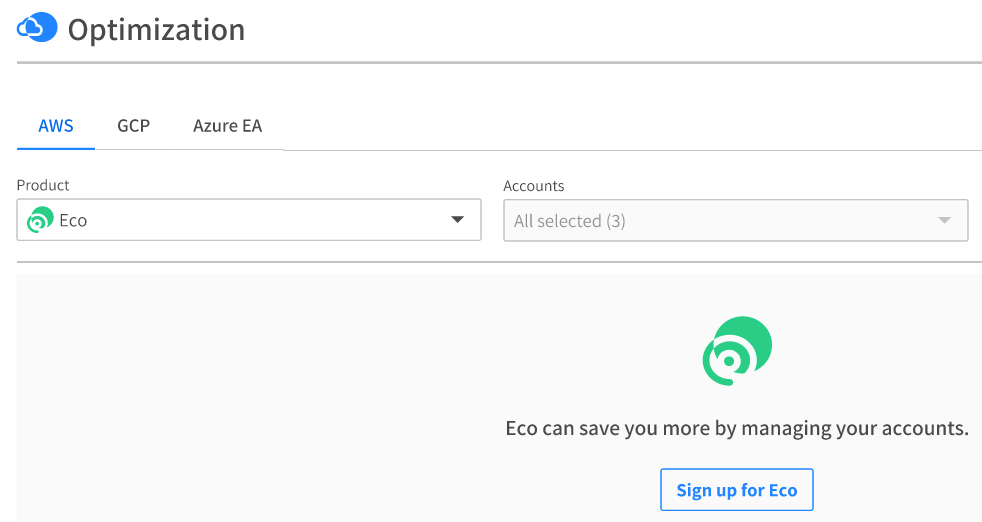 Optimization
AWS GCP Azure EA
Product
Accounts
Eco
All selected (3)
Eco can save you more by managing your accounts.
Sign up for Eco